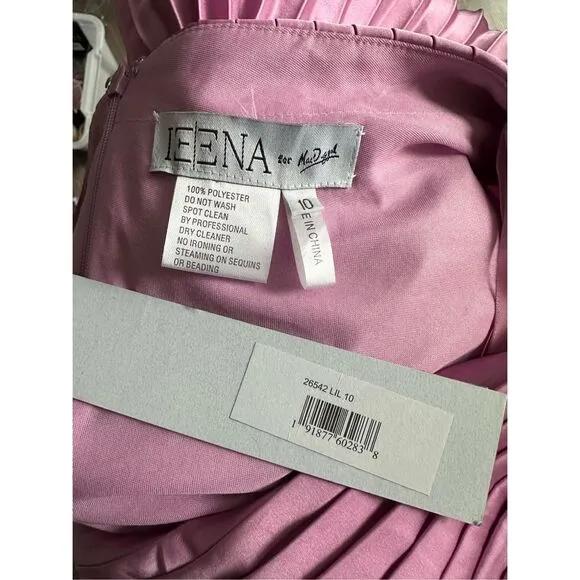 IEENA for Mac Duggal
100% POLYESTER
DO NOT WASH
SPOT CLEAN
BY PROFESSIONAL
DRY CLEANER
NO IRONING OR
STEAMING ON SEQUINS
OR BEADING
10
E IN CHINA
26542 LIL 10
1 91877 60283 8